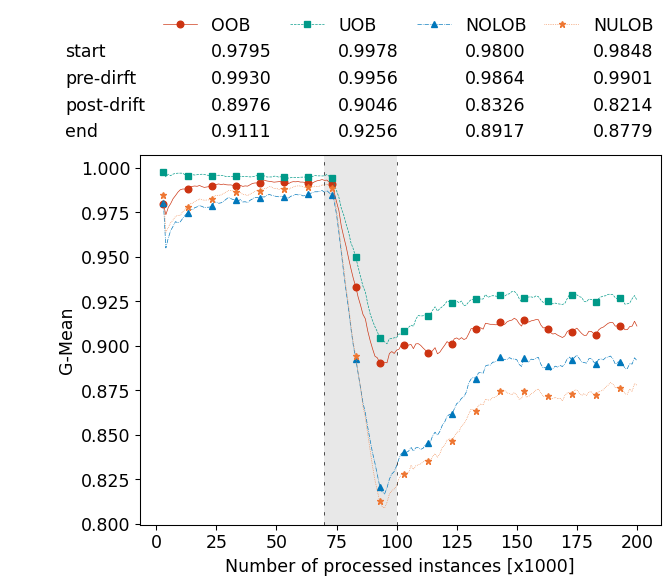 OOB UOB NOLOB NULOB
start 0.9795 0.9978 0.9800 0.9848
pre-dirft 0.9930 0.9956 0.9864 0.9901
post-drift 0.8976 0.9046 0.8326 0.8214
end 0.9111 0.9256 0.8917 0.8779
1.000
0.975
0.950
0.925
0.900
0.875
0.850
0.825
0.800
G-Mean
0 25 50 75 100 125 150 175 200
Number of processed instances [x1000]